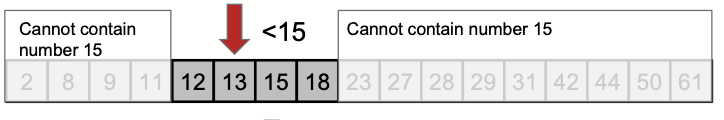 Cannot contain
number 15
<15
Cannot contain number 15
2 8 9 11 12 13 15 18 23 27 28 29 31 42 44 50 61